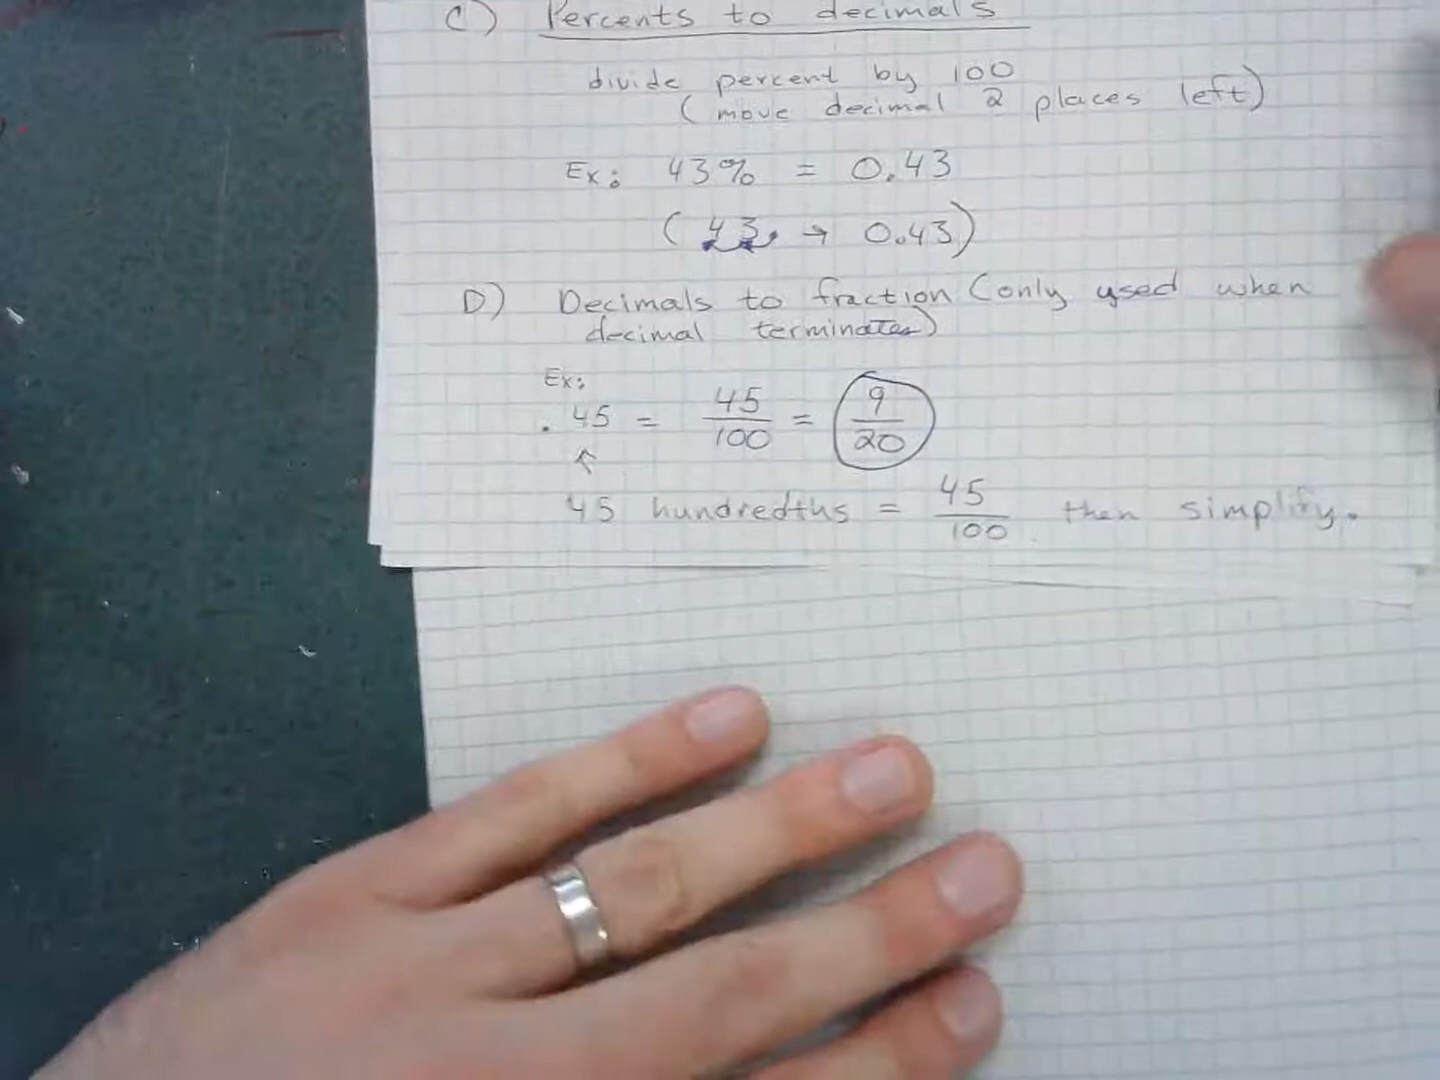 C) Percents to decimals
divide percent by 100
(move decimal 2 places left)
Ex: 43% = 0.43
(43. → 0.43)
D) Decimals to fraction (only used when
decimal terminates)
Ex:
.45 = 45/100 = 9/20
↑
45 hundredths = 45/100 then simplify.